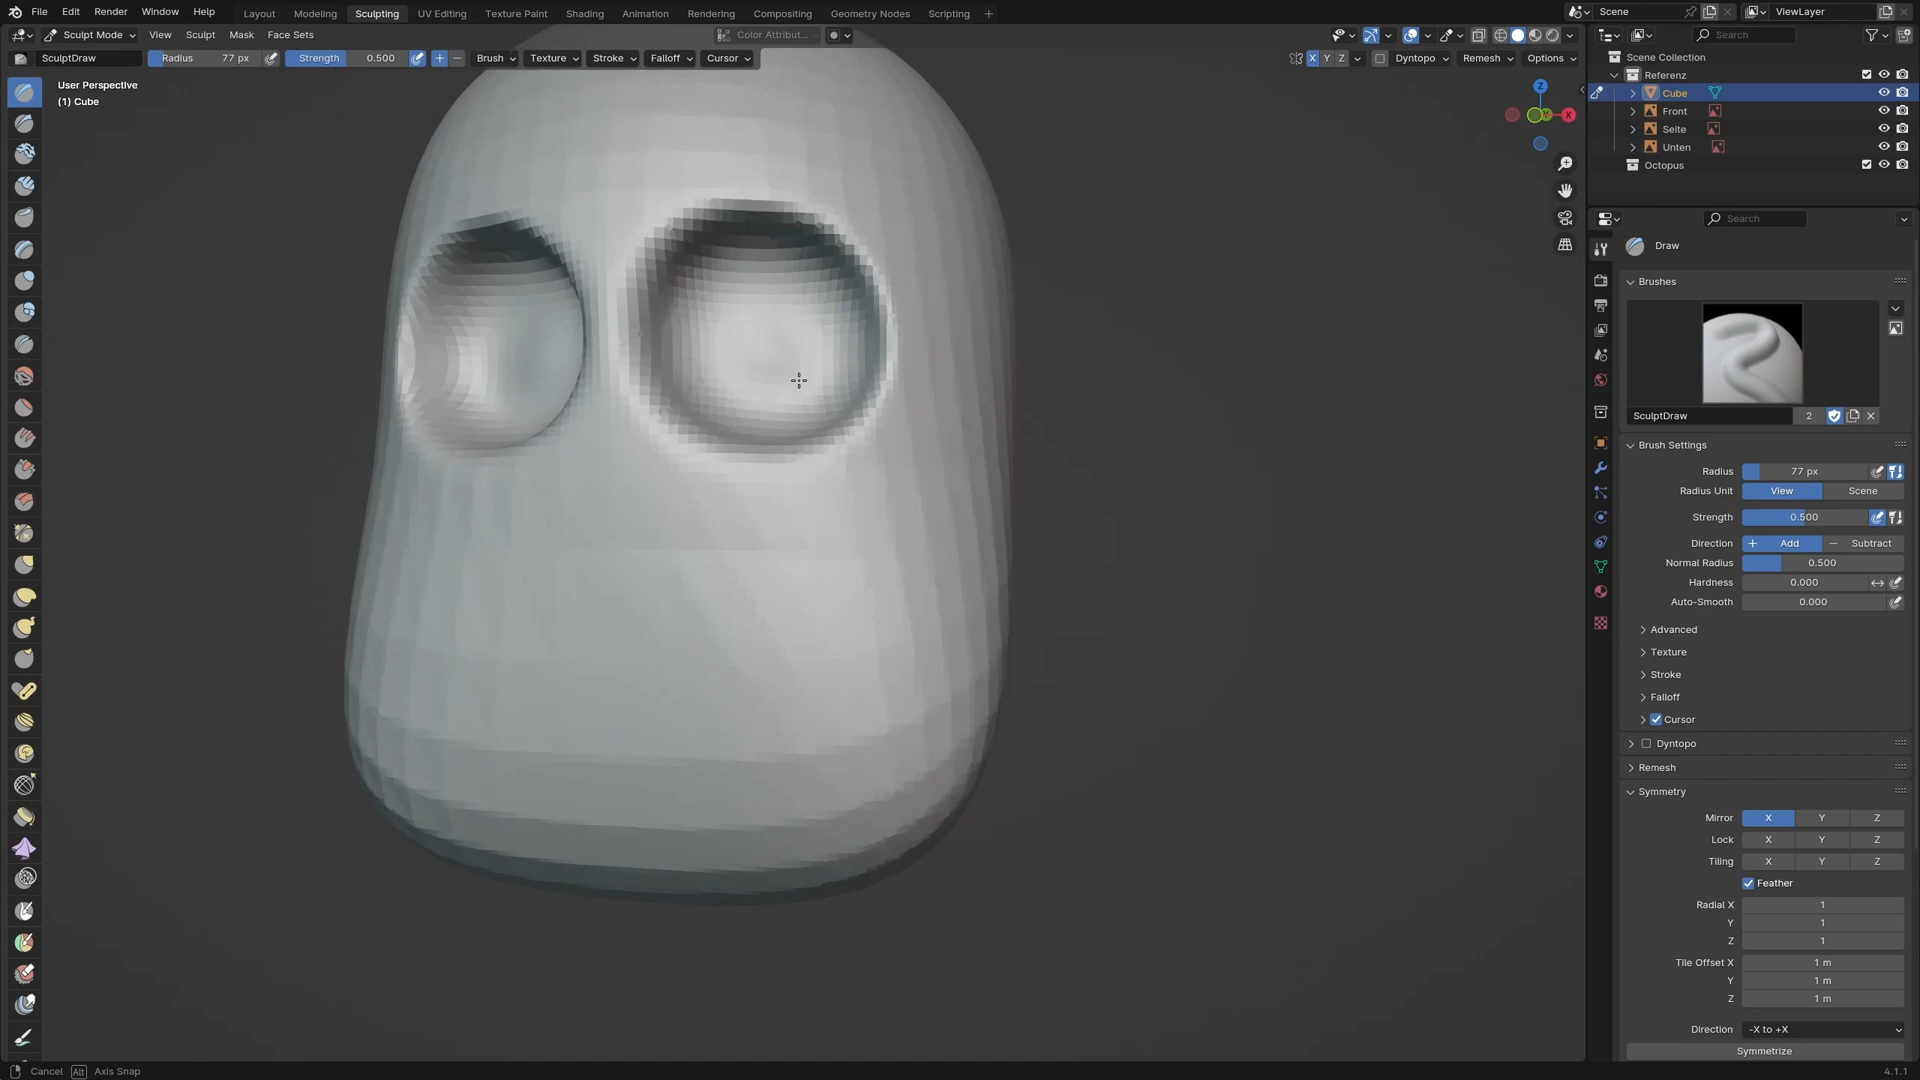 File Edit Render Window Help Layout Modeling Sculpting UV Editing Texture Paint Shading Animation Rendering Compositing Geometry Nodes Scripting + Scene ViewLayer
Sculpt Mode View Sculpt Mask Face Sets Color Attribut... Search
SculptDraw Radius 77 px Strength 0.500 + − Brush Texture Stroke Falloff Cursor X Y Z Dyntopo Remesh Options
Scene Collection
Referenz
Cube
Front
Seite
Unten
Octopus
User Perspective
(1) Cube
Z
X
Y
Search
Draw
Brushes
SculptDraw 2
Brush Settings
Radius 77 px
Radius Unit View Scene
Strength 0.500
Direction + Add − Subtract
Normal Radius 0.500
Hardness 0.000
Auto-Smooth 0.000
Advanced
Texture
Stroke
Falloff
Cursor
Dyntopo
Remesh
Symmetry
Mirror X Y Z
Lock X Y Z
Tiling X Y Z
Feather
Radial X 1
Y 1
Z 1
Tile Offset X 1 m
Y 1 m
Z 1 m
Direction -X to +X
Symmetrize
Cancel Alt Axis Snap 4.1.1